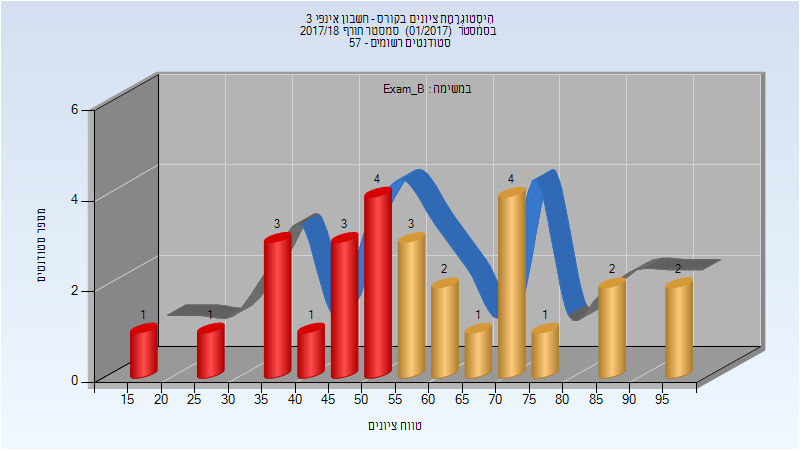 היסטוגרמת ציונים בקורס - חשבון אינפי 3
בסמסטר (01/2017) סמסטר חורף 2017/18
סטודנטים רשומים - 57
במשימה : Exam_B
מספר סטודנטים
6
4
2
0
1
1
3
1
3
4
3
2
1
4
1
2
2
15 20 25 30 35 40 45 50 55 60 65 70 75 80 85 90 95
טווח ציונים